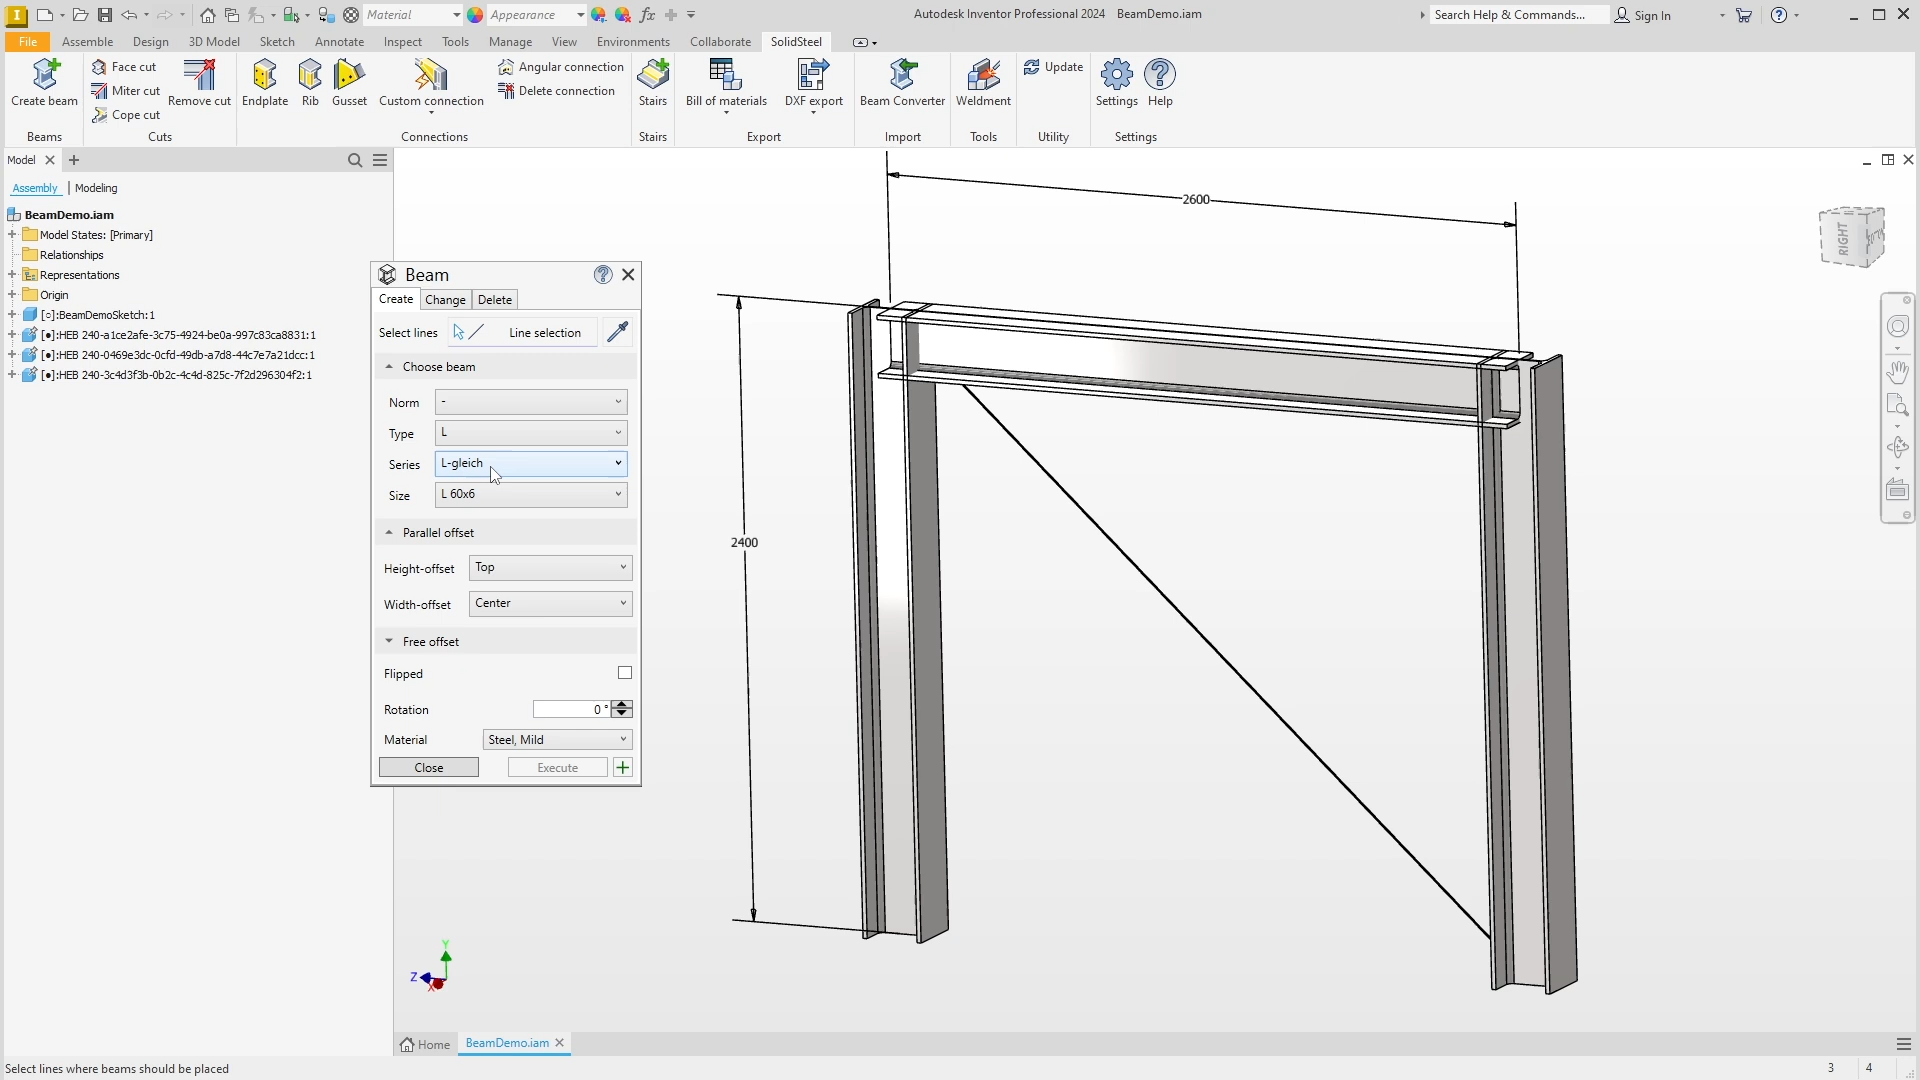 Material
Appearance
Autodesk Inventor Professional 2024 BeamDemo.iam
Search Help & Commands...
Sign In
File
Assemble
Design
3D Model
Sketch
Annotate
Inspect
Tools
Manage
View
Environments
Collaborate
SolidSteel
Create beam
Face cut
Miter cut
Cope cut
Remove cut
Endplate
Rib
Gusset
Custom connection
Angular connection
Delete connection
Stairs
Bill of materials
DXF export
Beam Converter
Weldment
Update
Settings
Help
Beams
Cuts
Connections
Stairs
Export
Import
Tools
Utility
Settings
Model
Assembly | Modeling
BeamDemo.iam
Model States: [Primary]
Relationships
Representations
Origin
[○]:BeamDemoSketch:1
[●]:HEB 240-a1ce2afe-3c75-4924-be0a-997c83ca8831:1
[●]:HEB 240-0469e3dc-0cfd-49db-a7d8-44c7e7a21dcc:1
[●]:HEB 240-3c4d3f3b-0b2c-4c4d-825c-7f2d296304f2:1
Beam
Create
Change
Delete
Select lines
Line selection
Choose beam
Norm
-
Type
L
Series
L-gleich
Size
L 60x6
Parallel offset
Height-offset
Top
Width-offset
Center
Free offset
Flipped
Rotation
0 °
Material
Steel, Mild
Close
Execute
2600
2400
RIGHT
Y
Z
X
Home
BeamDemo.iam
Select lines where beams should be placed
3
4